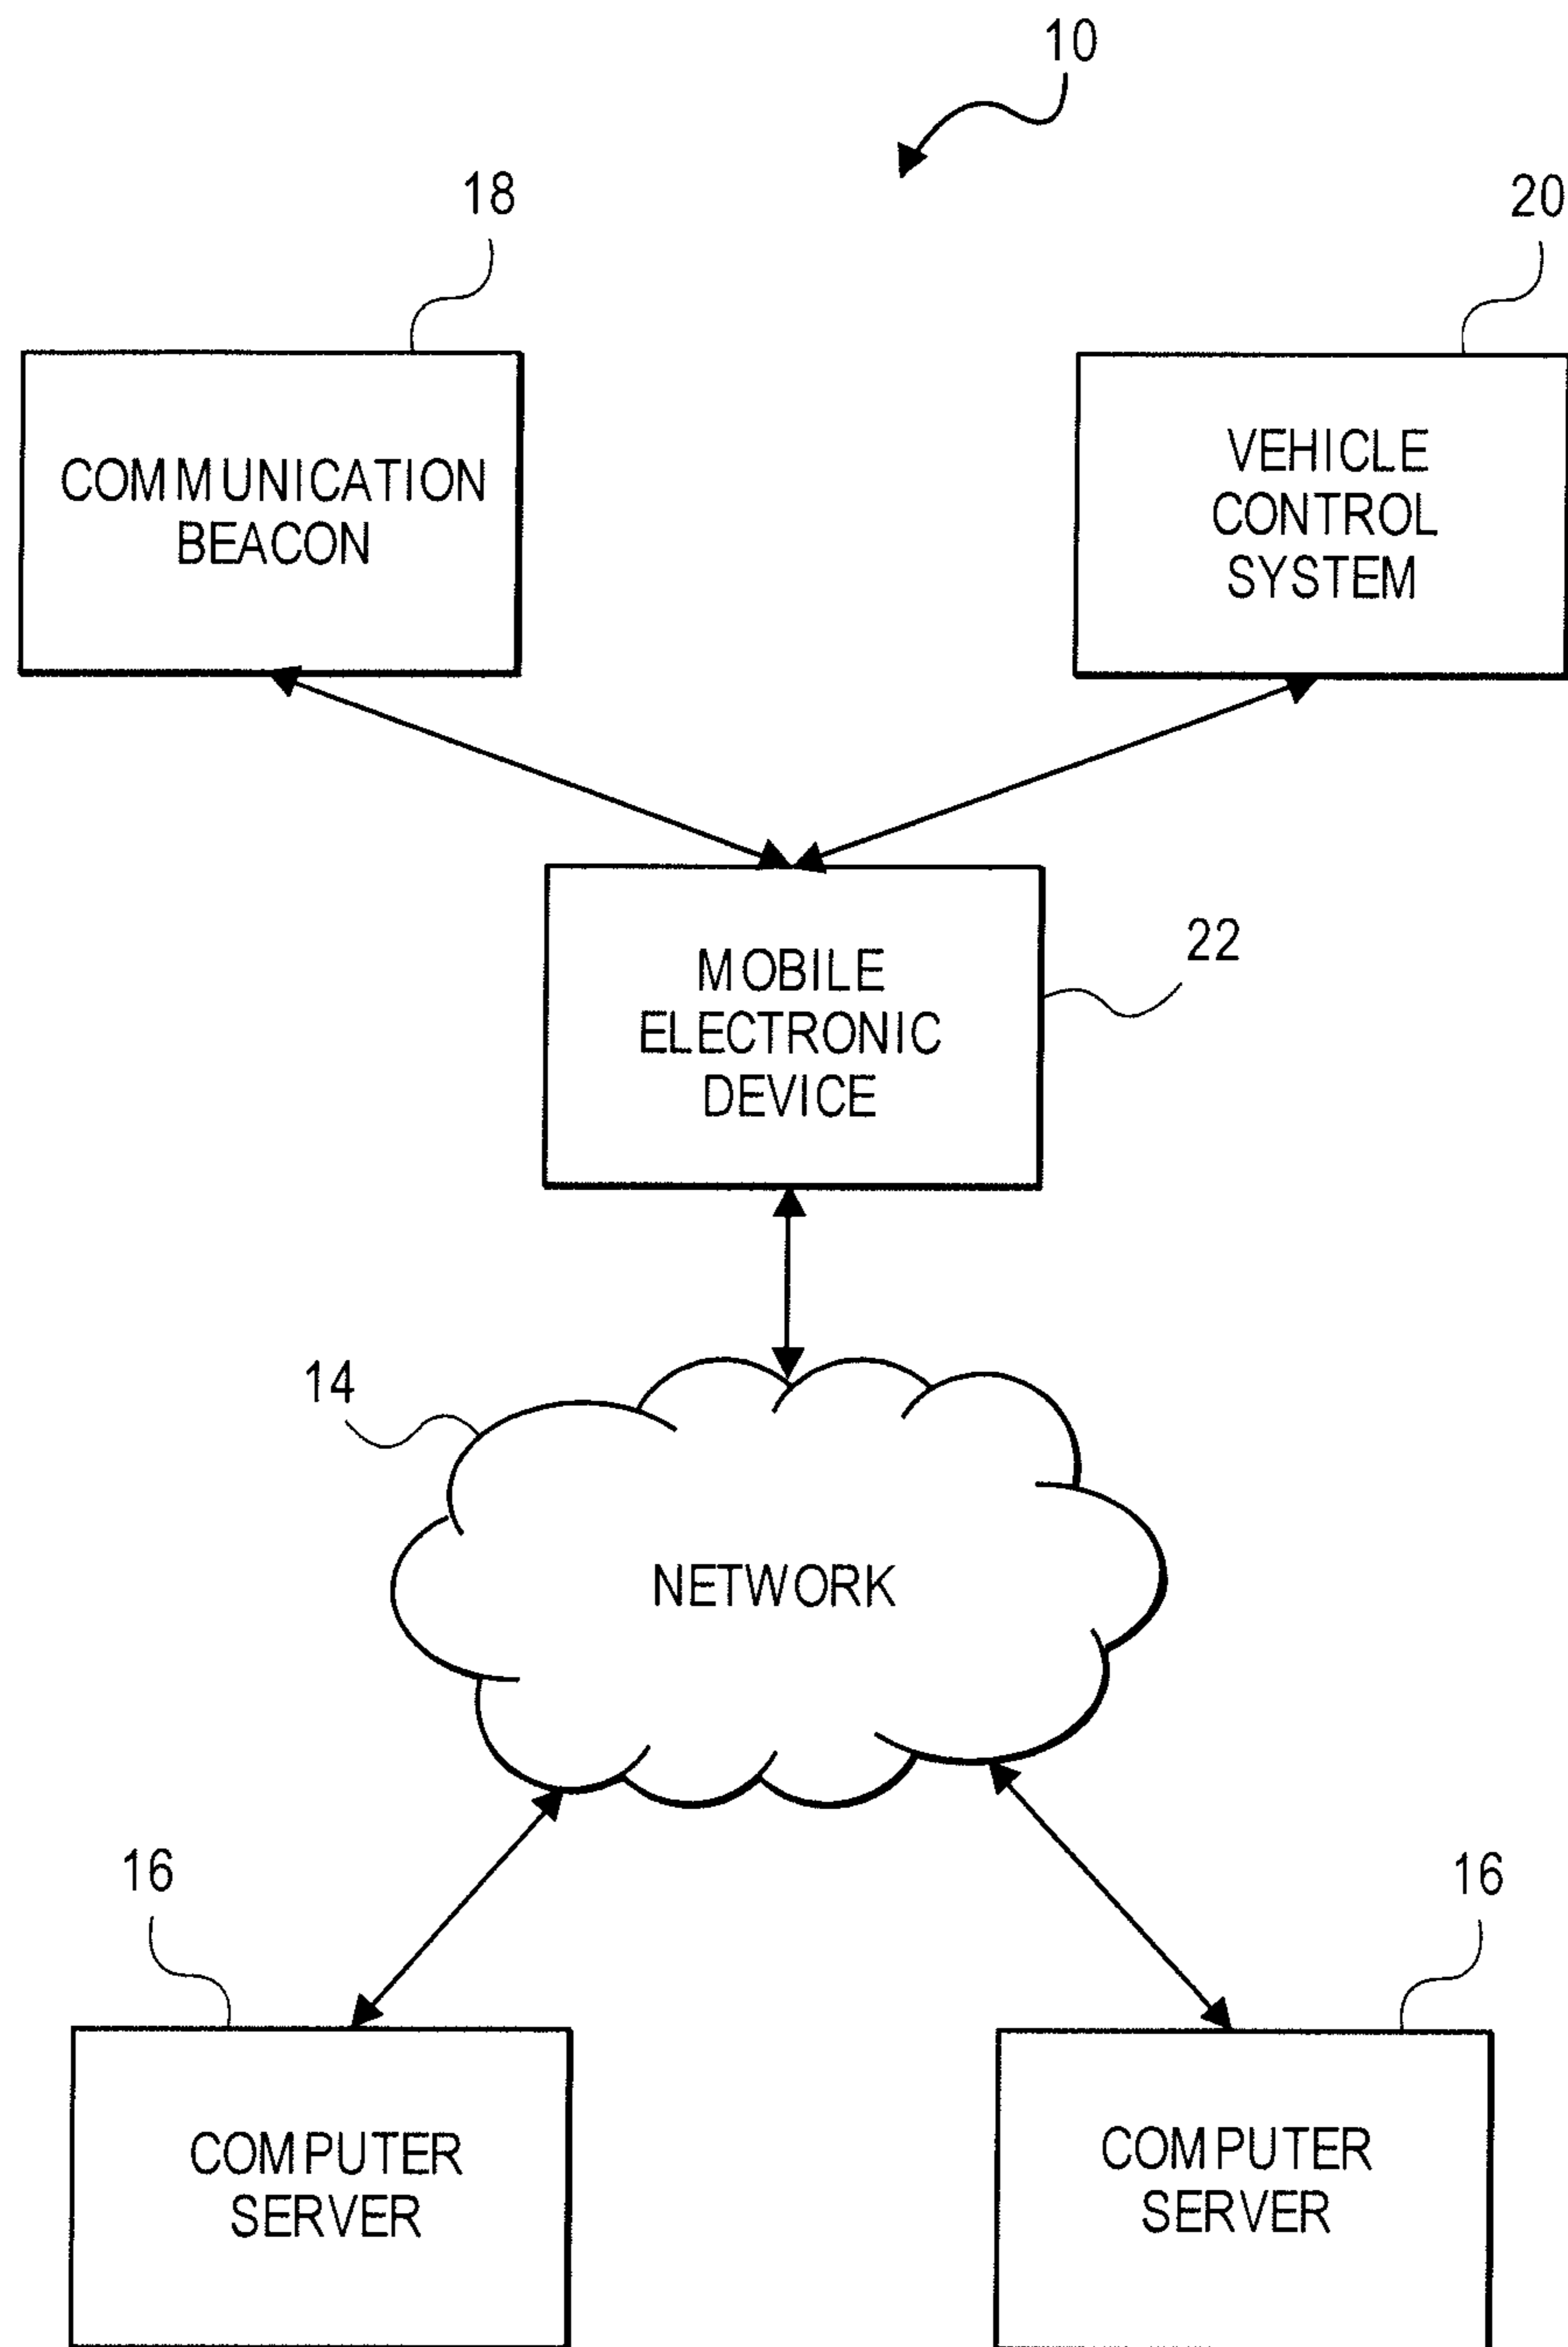 10
18
20
COMMUNICATION
BEACON
VEHICLE
CONTROL
SYSTEM
22
MOBILE
ELECTRONIC
DEVICE
14
NETWORK
16
16
COMPUTER
SERVER
COMPUTER
SERVER